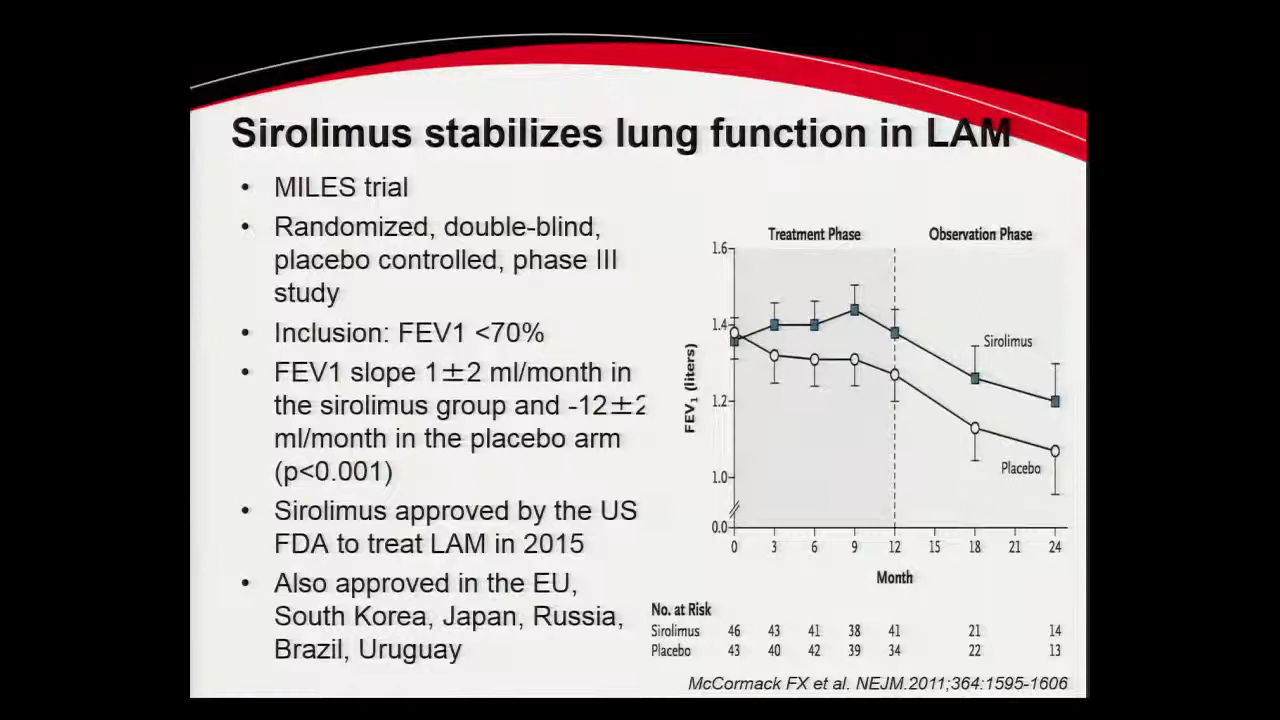 Sirolimus stabilizes lung function in LAM
• MILES trial
• Randomized, double-blind,
placebo controlled, phase III
study
• Inclusion: FEV1 <70%
• FEV1 slope 1±2 ml/month in
the sirolimus group and -12±2
ml/month in the placebo arm
(p<0.001)
• Sirolimus approved by the US
FDA to treat LAM in 2015
• Also approved in the EU,
South Korea, Japan, Russia,
Brazil, Uruguay
Treatment Phase Observation Phase
1.6
1.4
1.2
1.0
0.0
FEV1 (liters)
Sirolimus
Placebo
0 3 6 9 12 15 18 21 24
Month
No. at Risk
Sirolimus 46 43 41 38 41 21 14
Placebo 43 40 42 39 34 22 13
McCormack FX et al. NEJM.2011;364:1595-1606